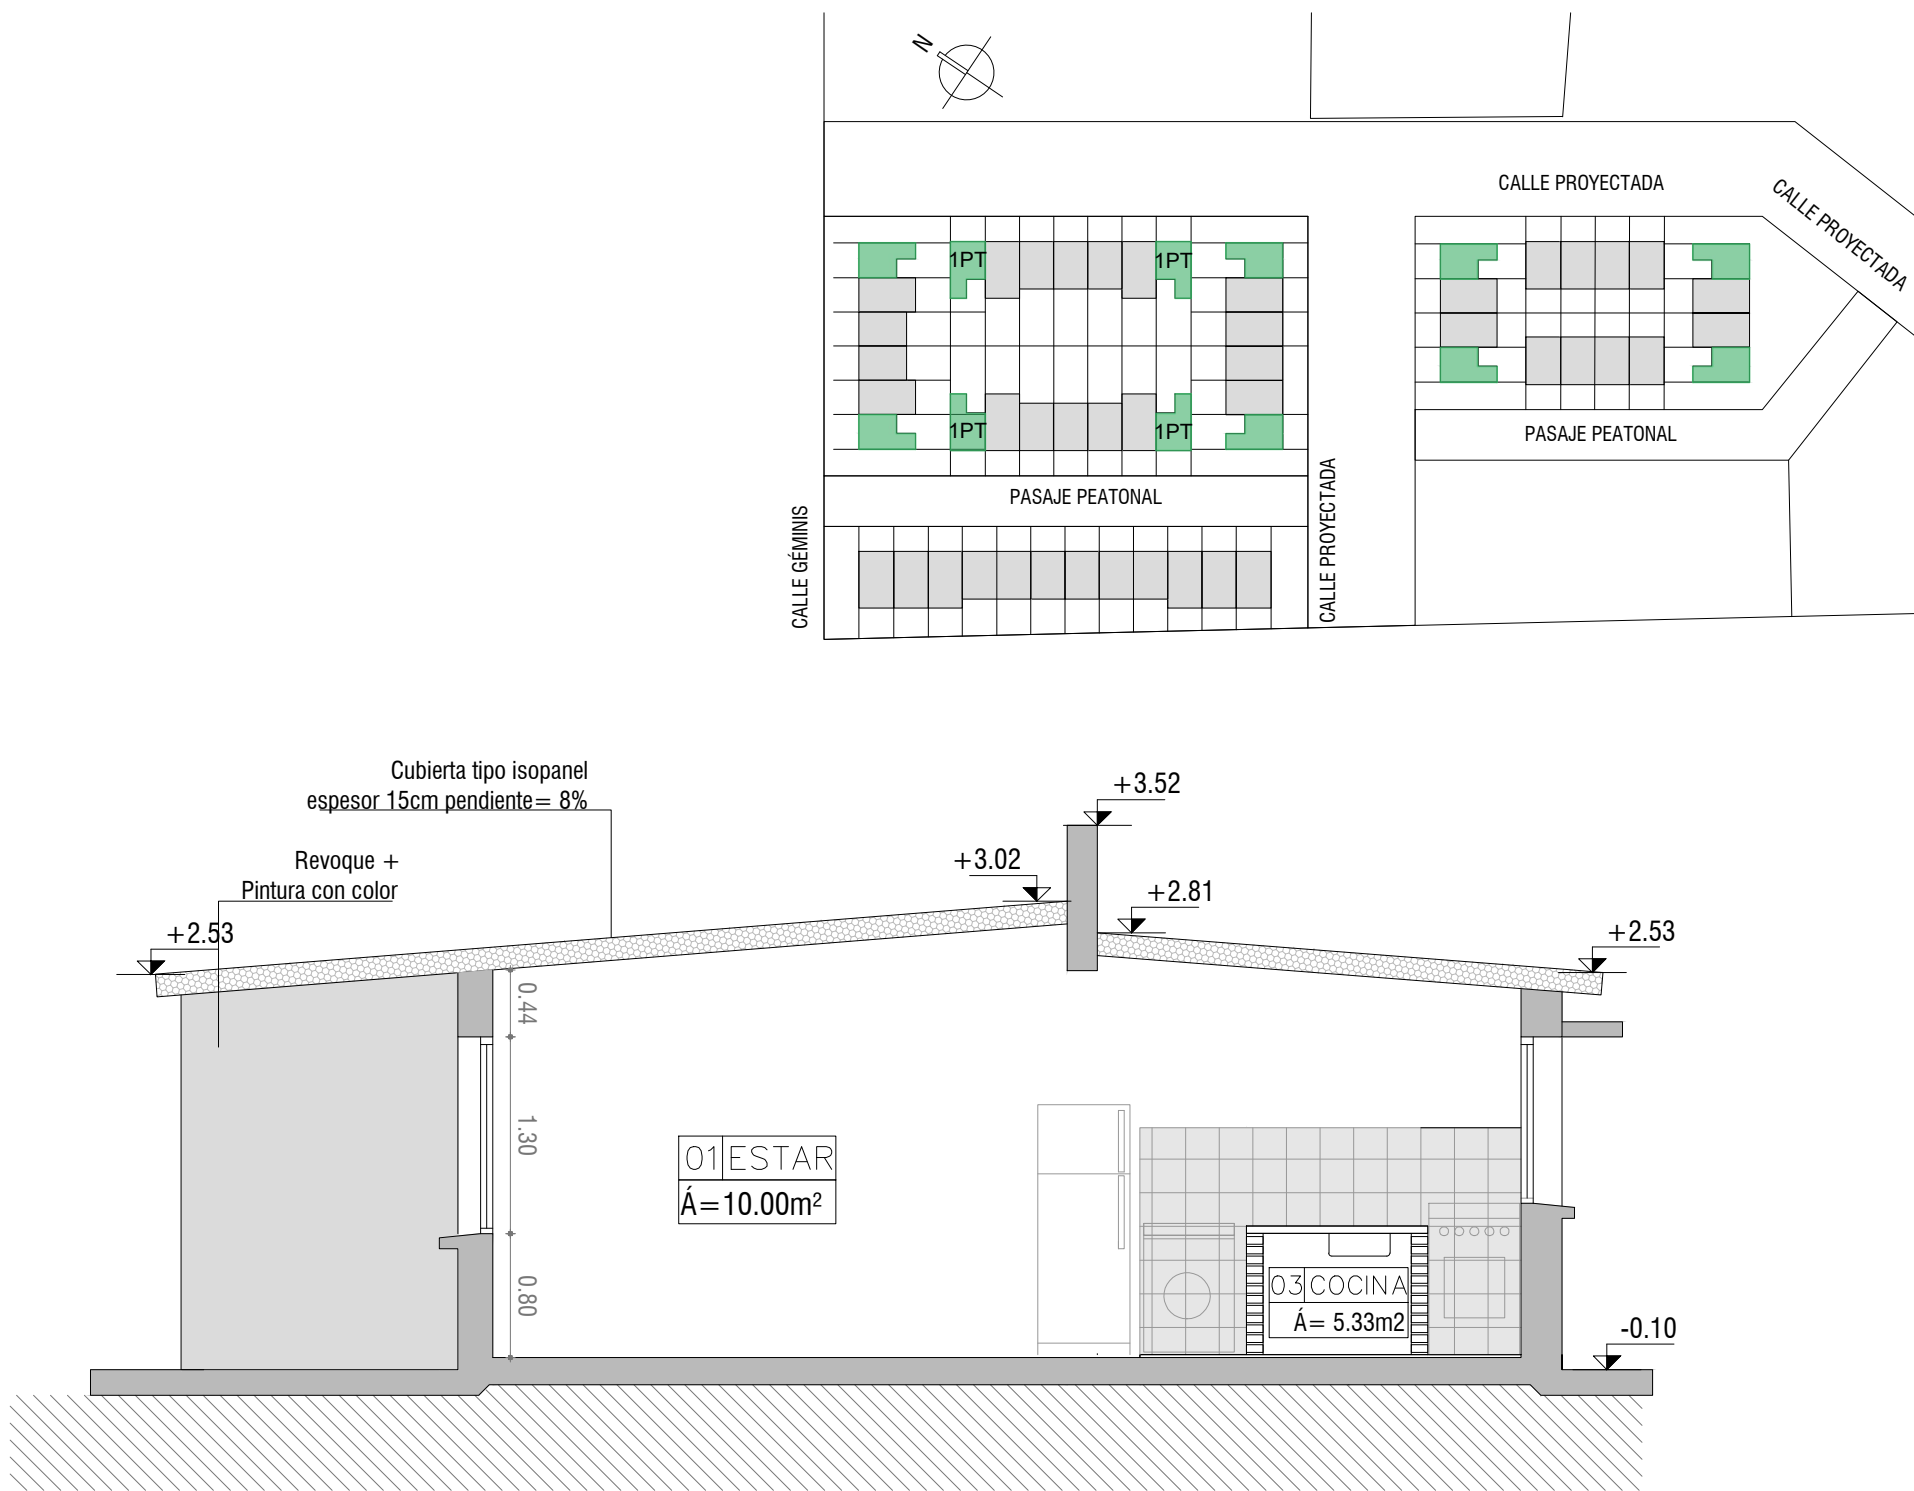 N
CALLE PROYECTADA
CALLE PROYECTADA
1PT
1PT
1PT
1PT
PASAJE PEATONAL
PASAJE PEATONAL
CALLE GÉMINIS
CALLE PROYECTADA
Cubierta tipo isopanel
espesor 15cm pendiente= 8%
Revoque +
Pintura con color
+3.52
+3.02
+2.81
+2.53
+2.53
0.44
1.30
0.80
01 ESTAR
Á=10.00m²
03 COCINA
Á= 5.33m2
-0.10